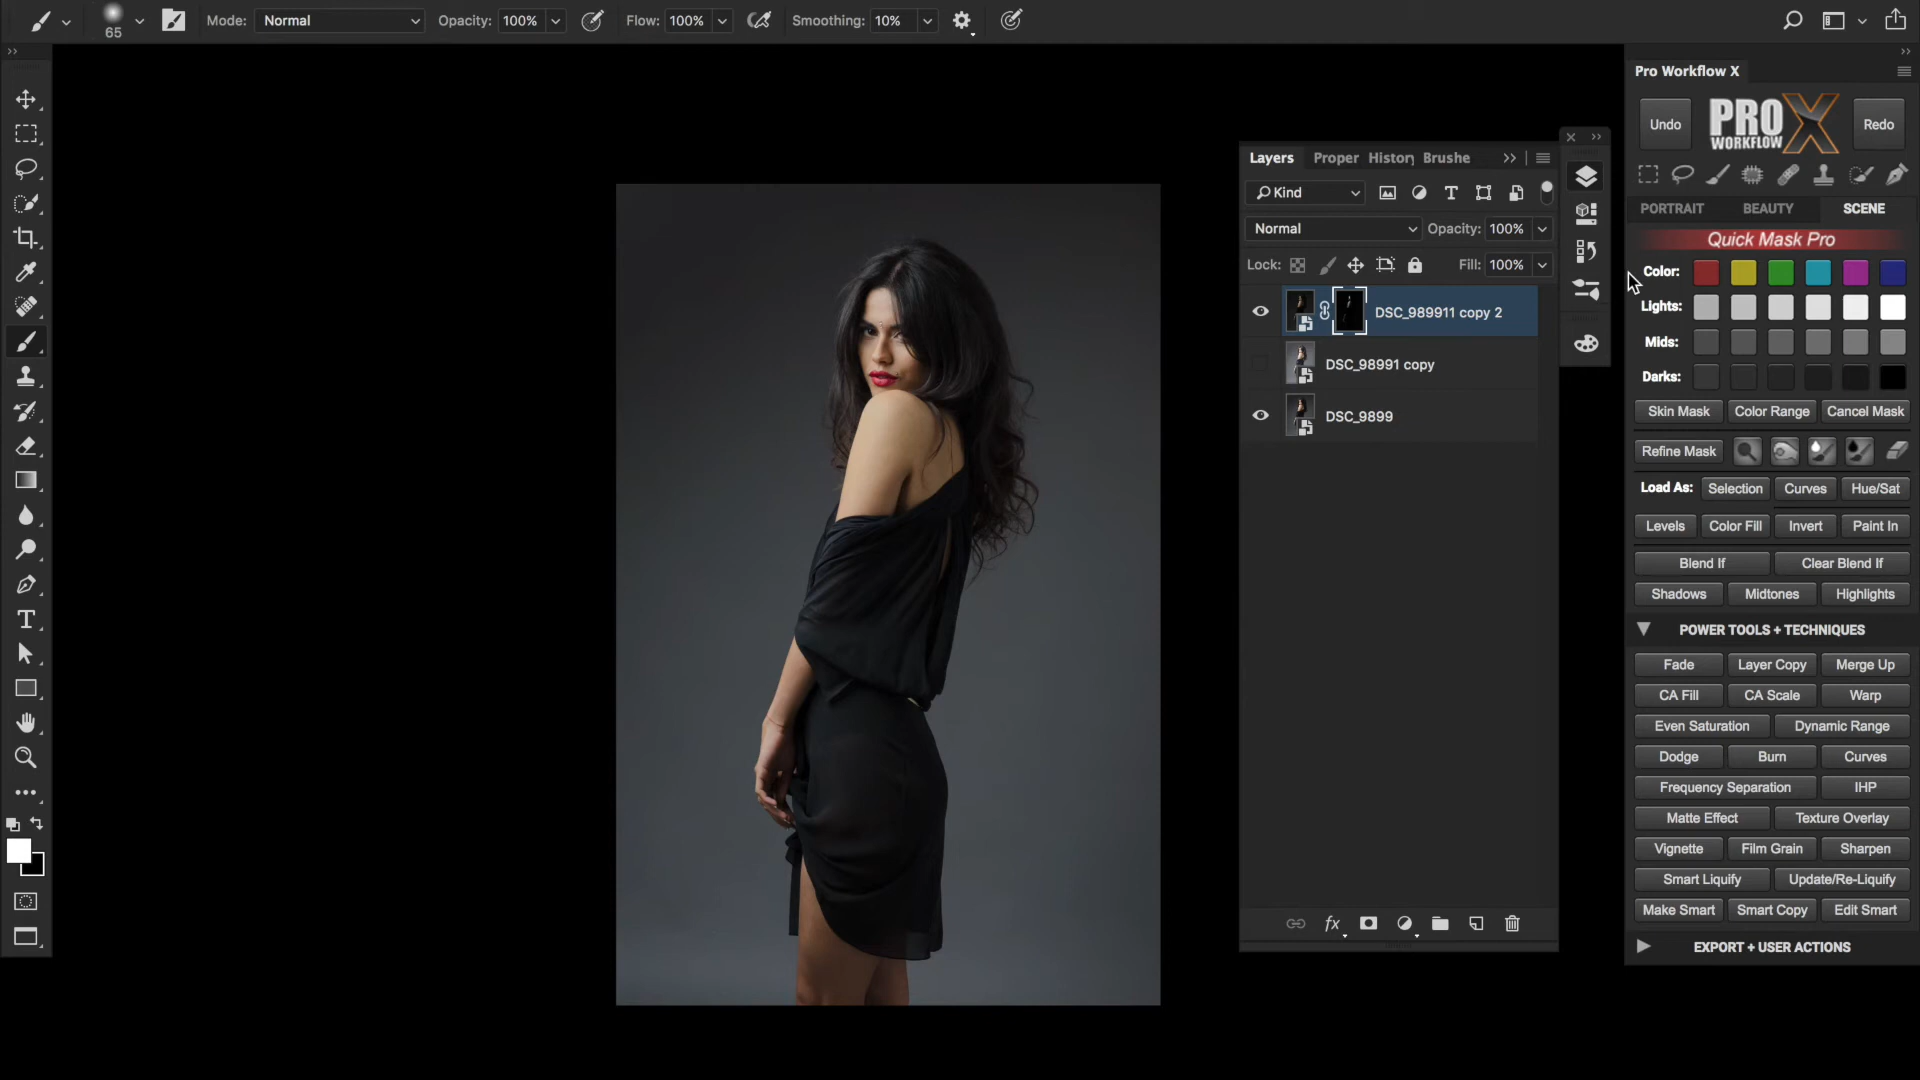 65 Mode: Normal Opacity: 100% Flow: 100% Smoothing: 10%
Pro Workflow X
Undo PRO WORKFLOW X Redo
PORTRAIT BEAUTY SCENE
Quick Mask Pro
Color:
Lights:
Mids:
Darks:
Skin Mask Color Range Cancel Mask
Refine Mask
Load As: Selection Curves Hue/Sat
Levels Color Fill Invert Paint In
Blend If Clear Blend If
Shadows Midtones Highlights
POWER TOOLS + TECHNIQUES
Fade Layer Copy Merge Up
CA Fill CA Scale Warp
Even Saturation Dynamic Range
Dodge Burn Curves
Frequency Separation IHP
Matte Effect Texture Overlay
Vignette Film Grain Sharpen
Smart Liquify Update/Re-Liquify
Make Smart Smart Copy Edit Smart
EXPORT + USER ACTIONS
Layers Proper Histor Brushe
Kind
Normal Opacity: 100%
Lock: Fill: 100%
DSC_989911 copy 2
DSC_98991 copy
DSC_9899
fx